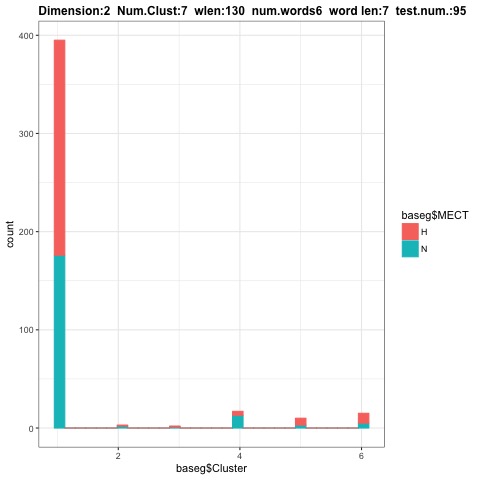 Dimension:2  Num.Clust:7  wlen:130  num.words6  word len:7  test.num.:95
400
300
200
100
0
count
2
4
6
baseg$Cluster
baseg$MECT
H
N